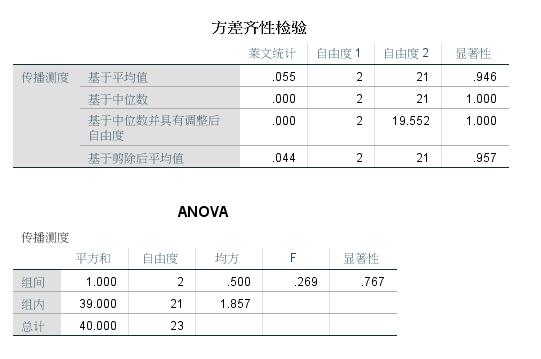 方差齐性检验
莱文统计 自由度 1 自由度 2 显著性
传播测度 基于平均值 .055 2 21 .946
基于中位数 .000 2 21 1.000
基于中位数并具有调整后 .000 2 19.552 1.000
自由度
基于剪除后平均值 .044 2 21 .957
ANOVA
传播测度
平方和 自由度 均方 F 显著性
组间 1.000 2 .500 .269 .767
组内 39.000 21 1.857
总计 40.000 23